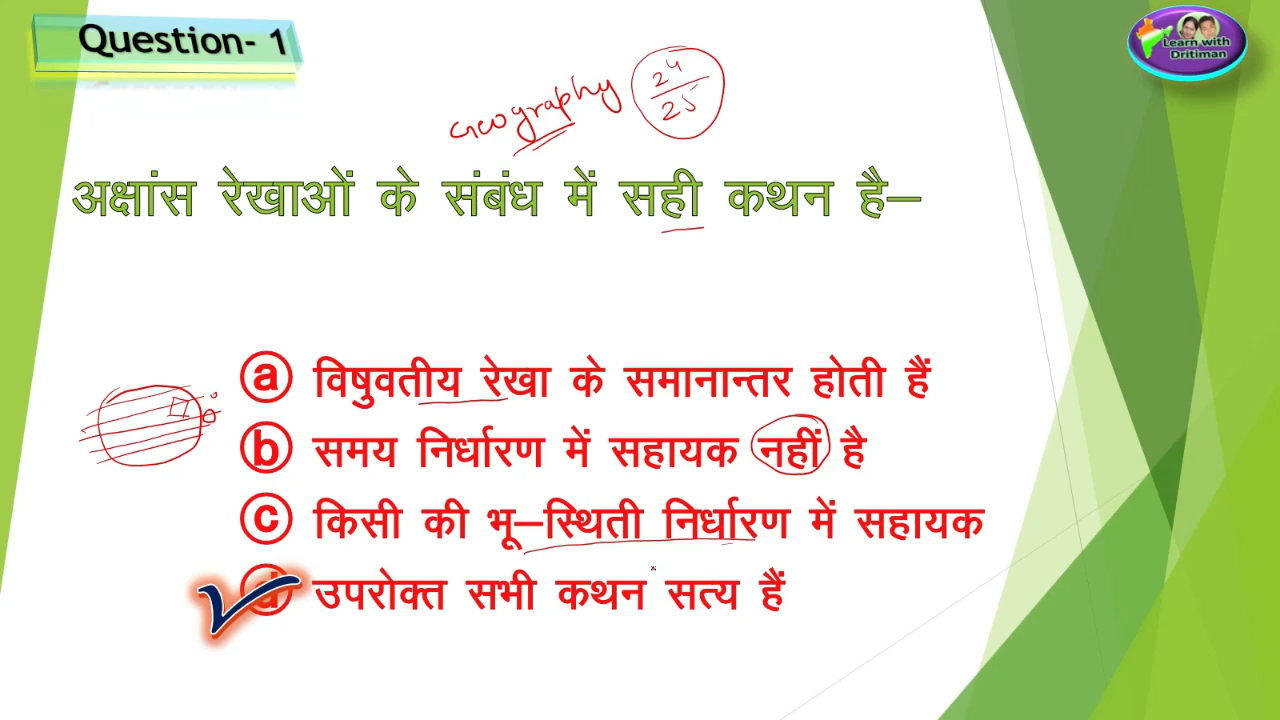 Question- 1
Learn with
Dritiman
Geography 24/25
अक्षांस रेखाओं के संबंध में सही कथन है–
ⓐ विषुवतीय रेखा के समानान्तर होती हैं
ⓑ समय निर्धारण में सहायक नहीं है
ⓒ किसी की भू–स्थिती निर्धारण में सहायक
ⓓ उपरोक्त सभी कथन सत्य हैं